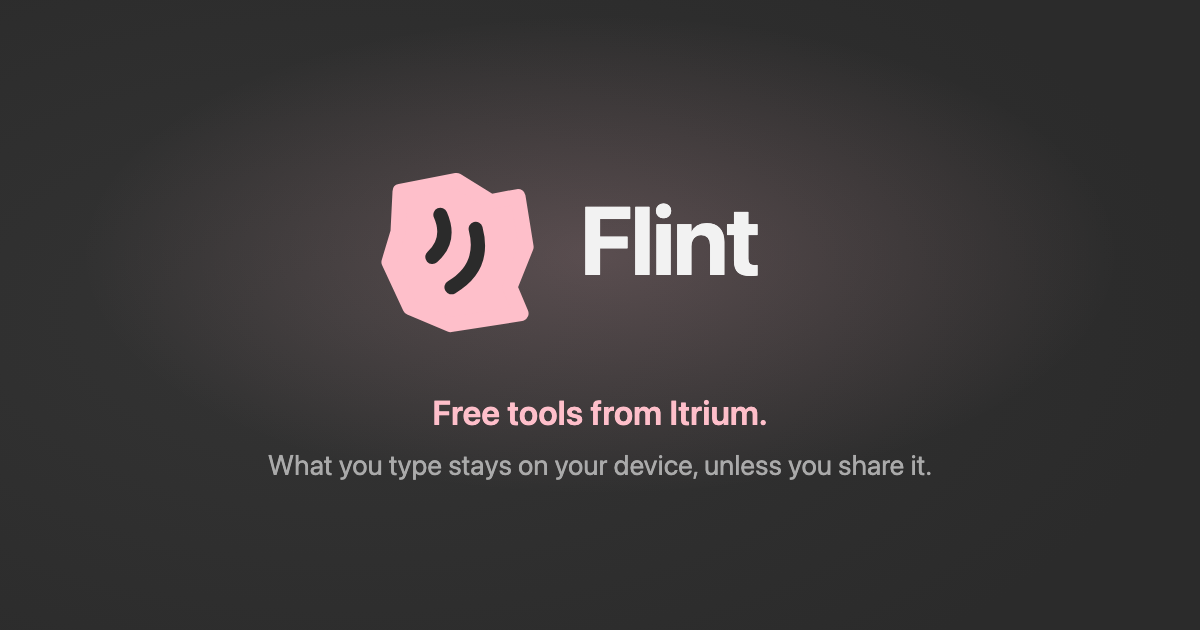 Flint
Free tools from Itrium.
What you type stays on your device, unless you share it.